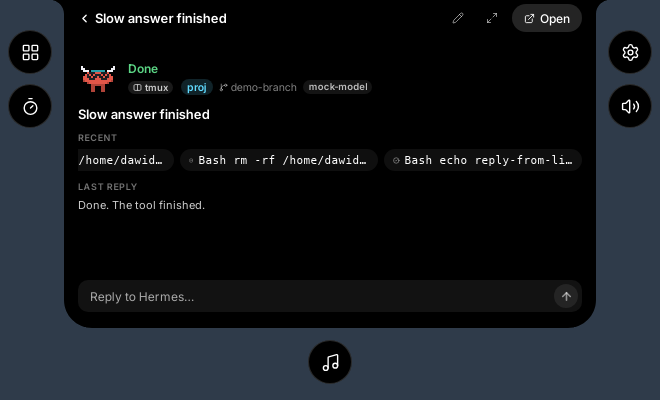 Slow answer finished
Open
Done
tmux proj demo-branch mock-model
Slow answer finished
RECENT
/home/dawid… Bash rm -rf /home/dawid… Bash echo reply-from-li…
LAST REPLY
Done. The tool finished.
Reply to Hermes...